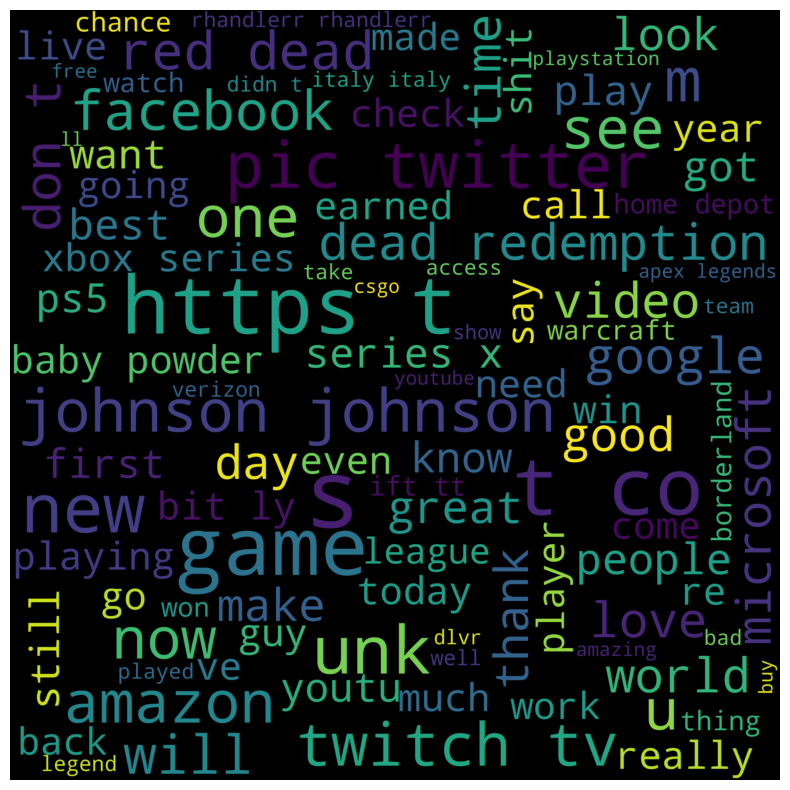 chance rhandlerr rhandlerr
live red dead made time shit look
free watch didn t italy italy playstation
facebook check play m
don t ll want pic twitter see year
going one earned got
best call home depot
xbox series dead redemption
take access apex legends
ps5 https t csgo say video team
show warcraft
baby powder series x google
verizon youtube need
johnson johnson win borderland microsoft
good
first day even know
new bit ly s ift tt t co
great come
playing game league player people
go won make today thank re
still now guy unk dlvr love bad
played ve well amazing buy
amazon youtu much world
work u thing
back will twitch tv really
legend